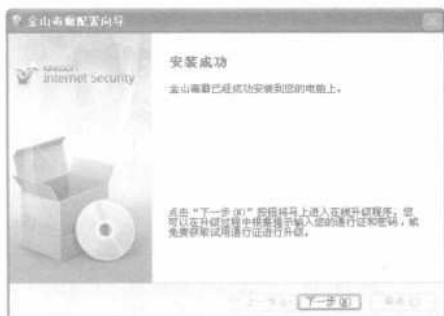 金山毒霸配置向导
Internet Security
安装成功
金山毒霸已经成功安装到您的电脑上。
点击“下一步(N)”按钮将马上进入在线升级程序。您
可以在升级过程中根据提示输入您的通行证和密码，或
免费获取试用通行证进行升级。
下一步(N)